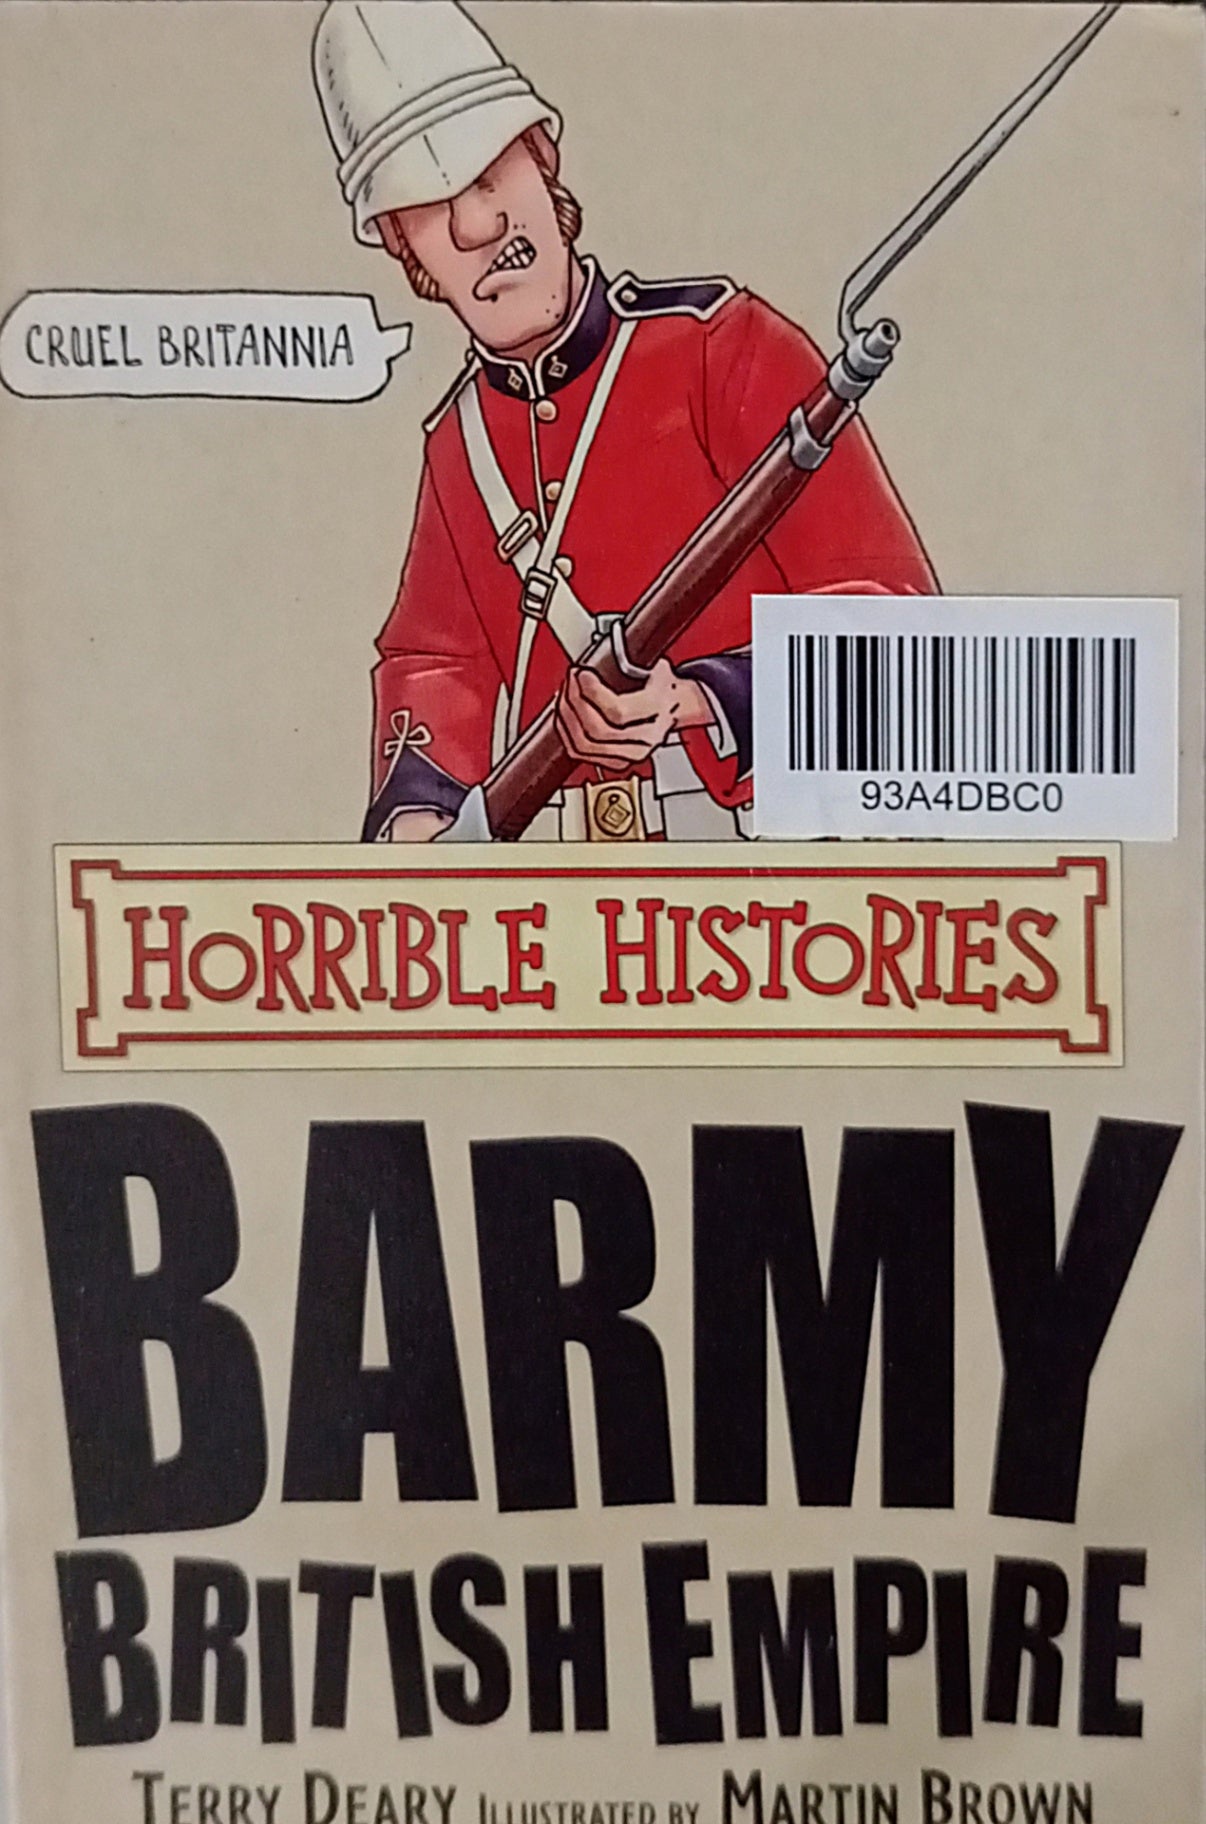 CRUEL BRITANNIA
93A4DBC0
HORRIBLE HISTORIES
BARMY
BRITISH EMPIRE
TERRY DEARY ILLUSTRATED BY MARTIN BROWN